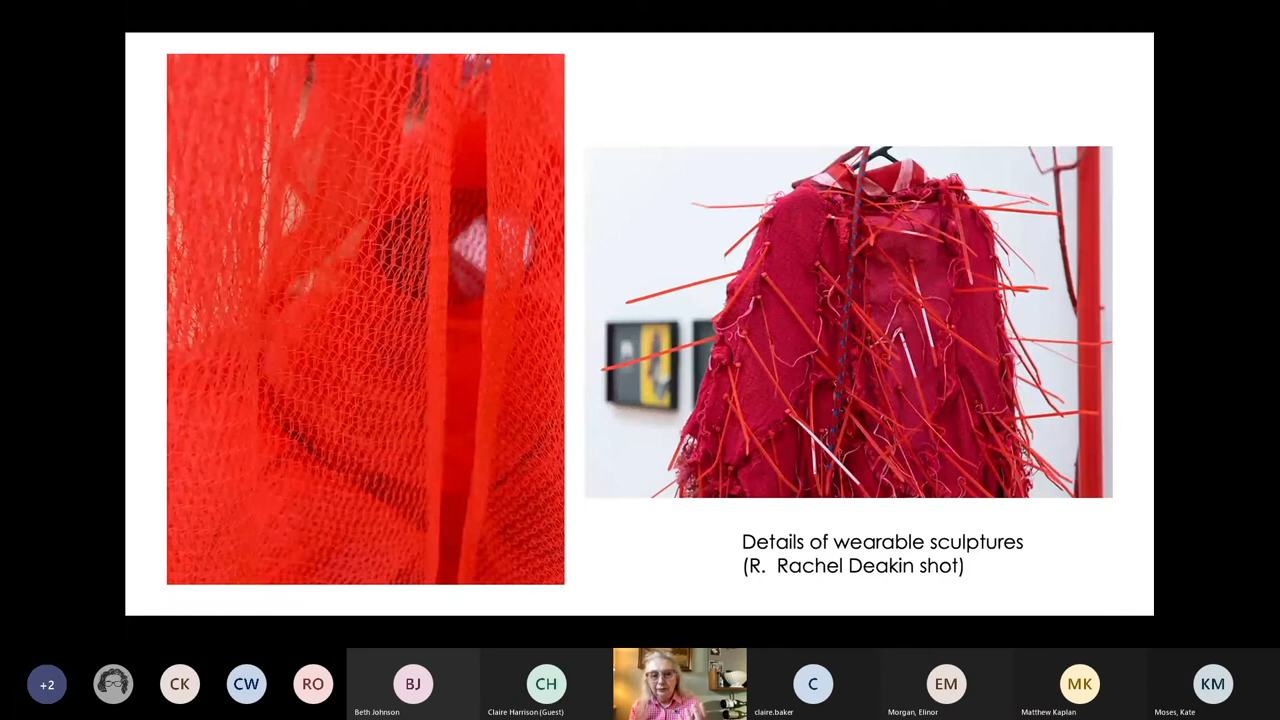 Details of wearable sculptures
(R.  Rachel Deakin shot)
+2
CK
CW
RO
BJ
Beth Johnson
CH
Claire Harrison (Guest)
C
claire.baker
EM
Morgan, Elinor
MK
Matthew Kaplan
KM
Moses, Kate